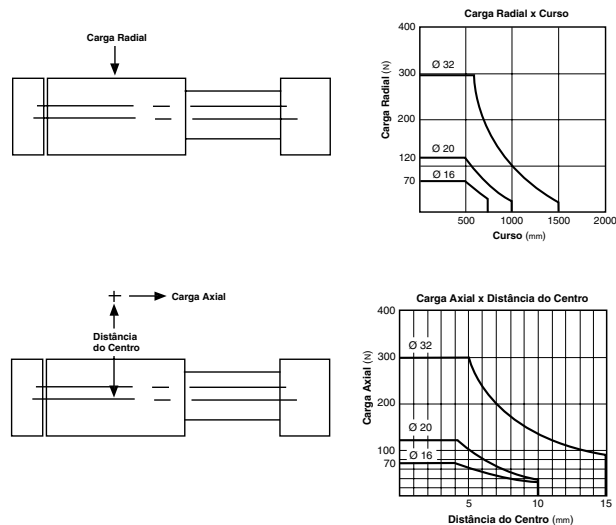 Carga Radial
Carga Radial x Curso
Carga Radial (N)
400
300
200
120
70
Ø 32
Ø 20
Ø 16
500
1000
1500
2000
Curso (mm)
Carga Axial
Distância
do Centro
Carga Axial x Distância do Centro
Carga Axial (N)
400
300
200
100
70
Ø 32
Ø 20
Ø 16
5
10
15
Distância do Centro (mm)